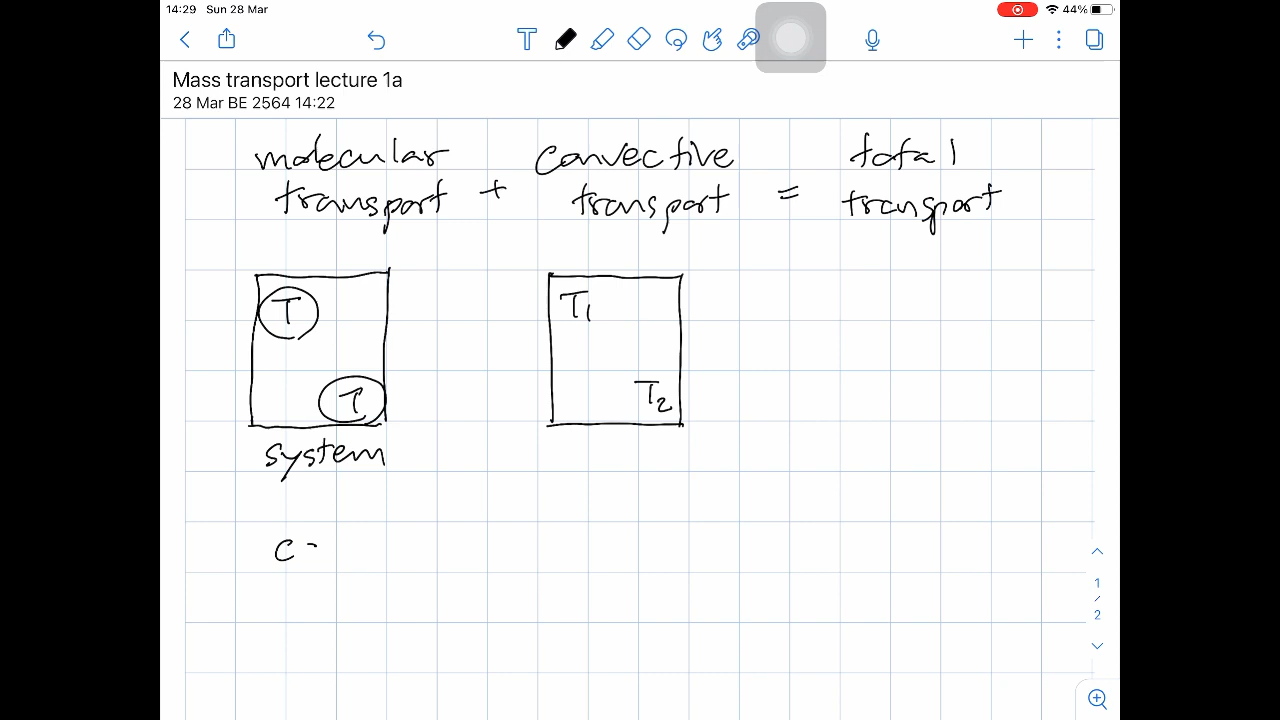 14:29 Sun 28 Mar
44%
Mass transport lecture 1a
28 Mar BE 2564 14:22
molecular transport + convective transport = total transport
T
T1
T
T2
system
c -
1
/
2